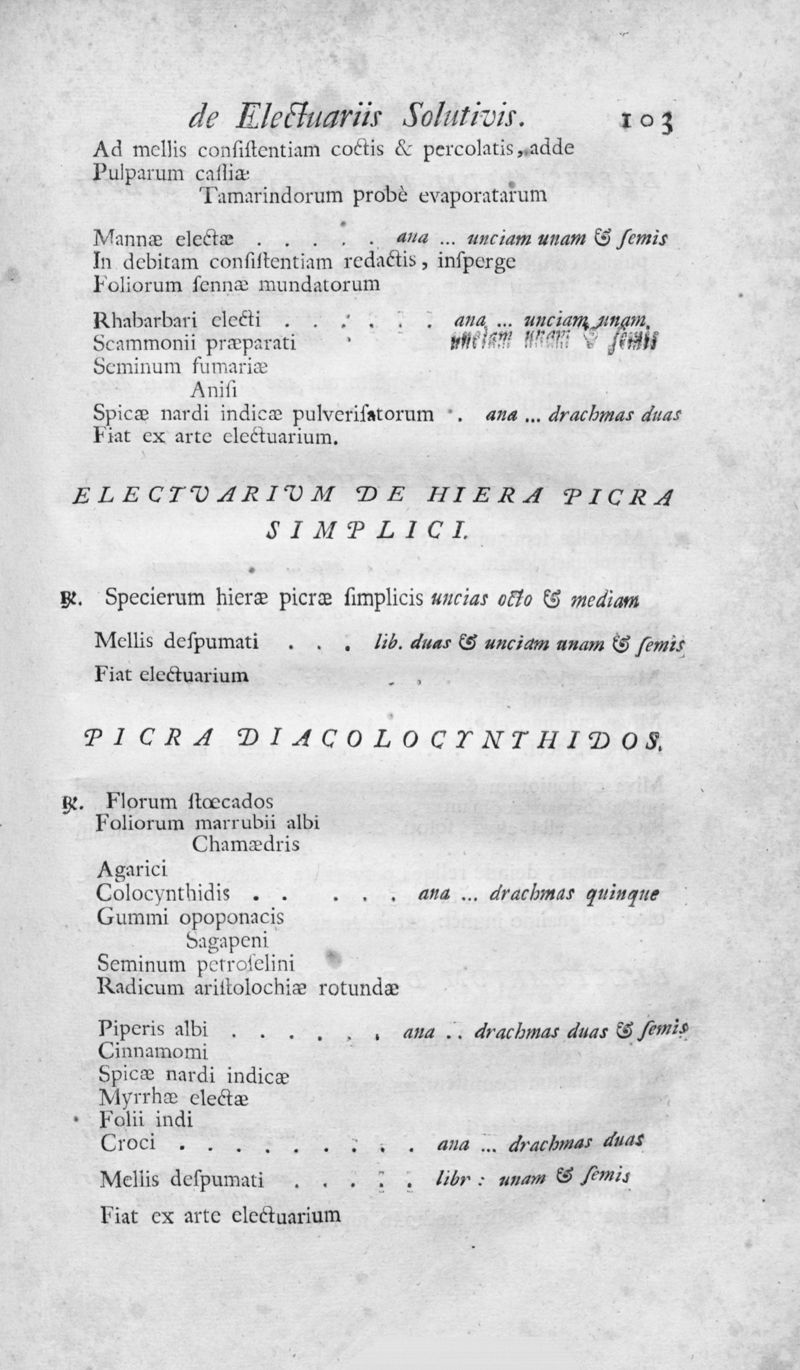 de Electuariis Solutivis. 103
Ad mellis conſiſtentiam coctis & percolatis, adde
Pulparum caſſiæ
Tamarindorum probè evaporatarum
Mannæ electæ . . . . . ana ... unciam unam & ſemis
In debitam conſiſtentiam redactis, inſperge
Foliorum ſennæ mundatorum
Rhabarbari electi . . . . . . ana ... unciam unam.
Scammonii præparati unciam unam & ſemis
Seminum fumariæ
Aniſi
Spicæ nardi indicæ pulveriſatorum . ana ... drachmas duas
Fiat ex arte electuarium.
ELECTVARIVM DE HIERA PICRA
SIMPLICI.
℞. Specierum hieræ picræ ſimplicis uncias octo & mediam
Mellis deſpumati . . . lib. duas & unciam unam & ſemis
Fiat electuarium
PICRA DIACOLOCYNTHIDOS.
℞. Florum ſtœcados
Foliorum marrubii albi
Chamædris
Agarici
Colocynthidis . . . . . ana ... drachmas quinque
Gummi opoponacis
Sagapeni
Seminum petroſelini
Radicum ariſtolochiæ rotundæ
Piperis albi . . . . . . ana .. drachmas duas & ſemis
Cinnamomi
Spicæ nardi indicæ
Myrrhæ electæ
Folii indi
Croci . . . . . . . . . ana ... drachmas duas
Mellis deſpumati . . . . . libr : unam & ſemis
Fiat ex arte electuarium